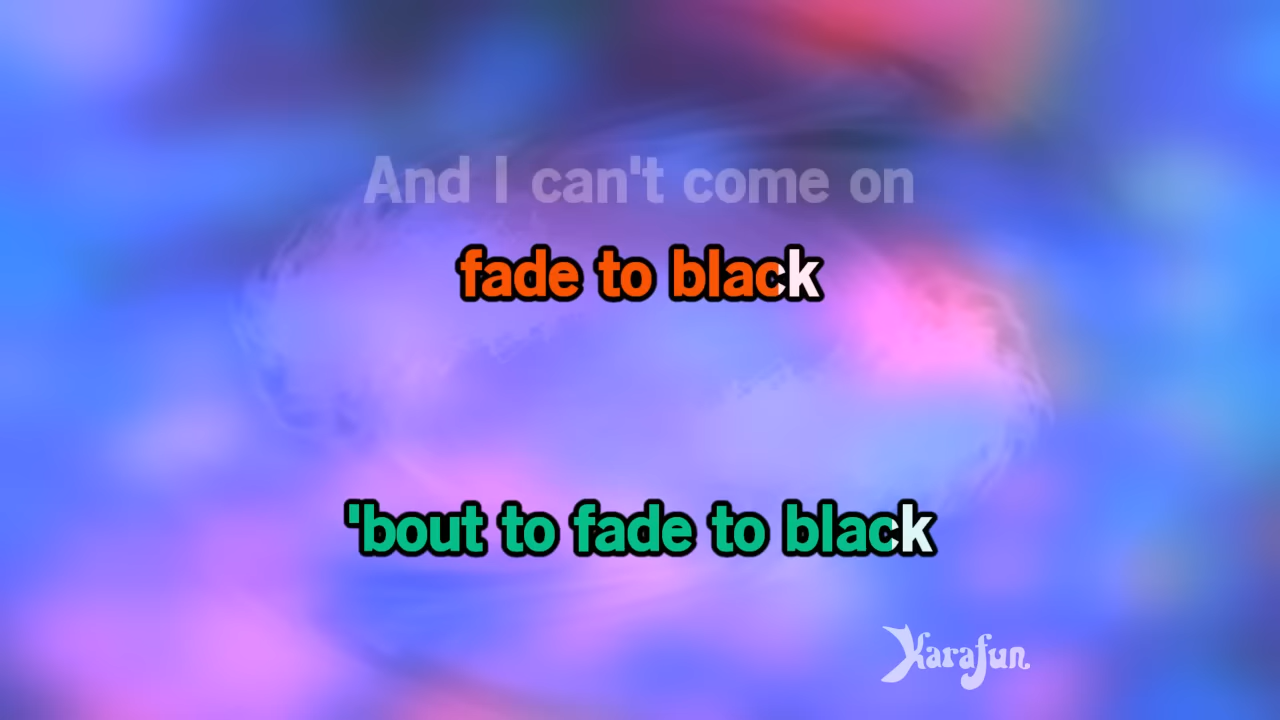 And I can't come on
fade to black
'bout to fade to black
Karafun